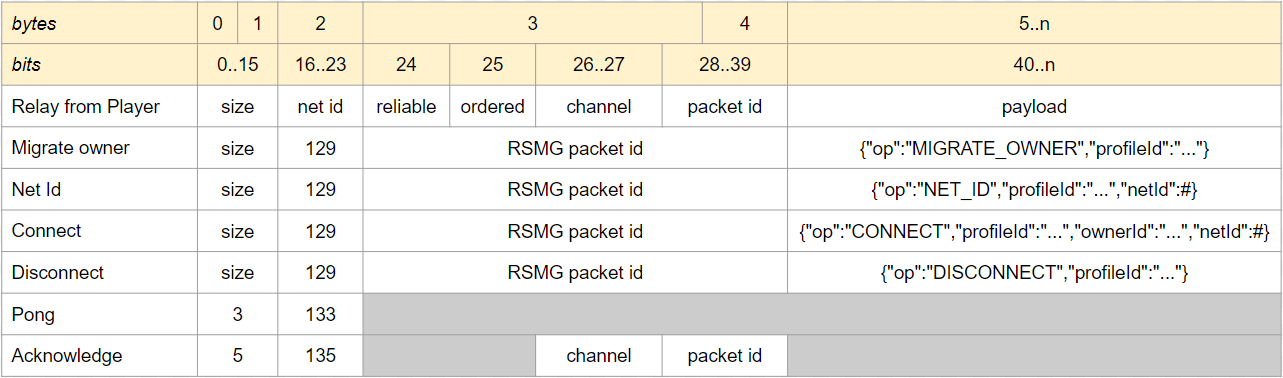 bytes 0 1 2 3 4 5..n
bits 0..15 16..23 24 25 26..27 28..39 40..n
Relay from Player size net id reliable ordered channel packet id payload
Migrate owner size 129 RSMG packet id {"op":"MIGRATE_OWNER","profileId":"..."}
Net Id size 129 RSMG packet id {"op":"NET_ID","profileId":"...","netId":#}
Connect size 129 RSMG packet id {"op":"CONNECT","profileId":"...","ownerId":"...","netId":#}
Disconnect size 129 RSMG packet id {"op":"DISCONNECT","profileId":"..."}
Pong 3 133
Acknowledge 5 135 channel packet id